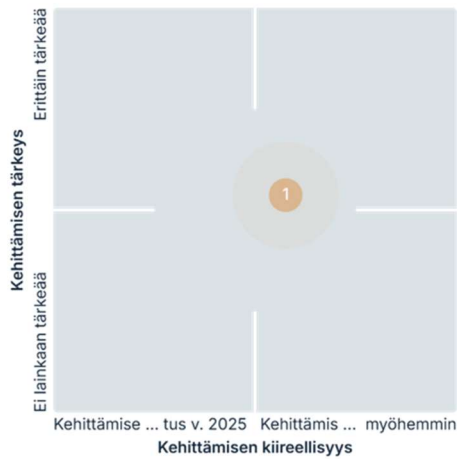 Erittäin tärkeää
Kehittämisen tärkeys
Ei lainkaan tärkeää
1
Kehittämise ... tus v. 2025 Kehittämis ... myöhemmin
Kehittämisen kiireellisyys